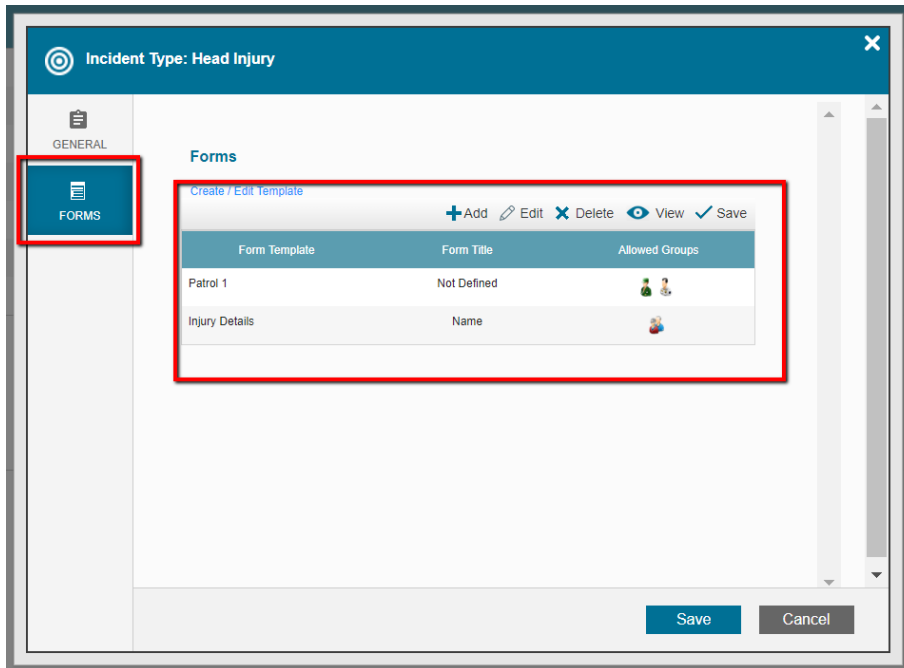 Incident Type: Head Injury
GENERAL
FORMS
Forms
Create / Edit Template
Add Edit Delete View Save
Form Template Form Title Allowed Groups
Patrol 1 Not Defined
Injury Details Name
Save Cancel